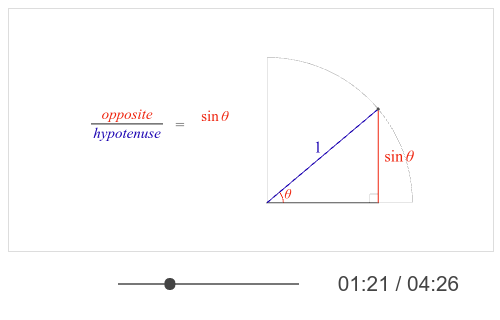 opposite
hypotenuse
=
sin θ
1
sin θ
θ
01:21 / 04:26